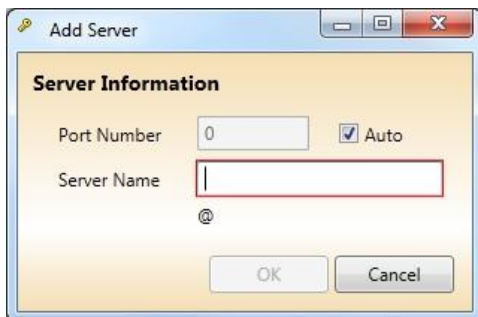 Add Server
Server Information
Port Number 0 Auto
Server Name
@
OK Cancel